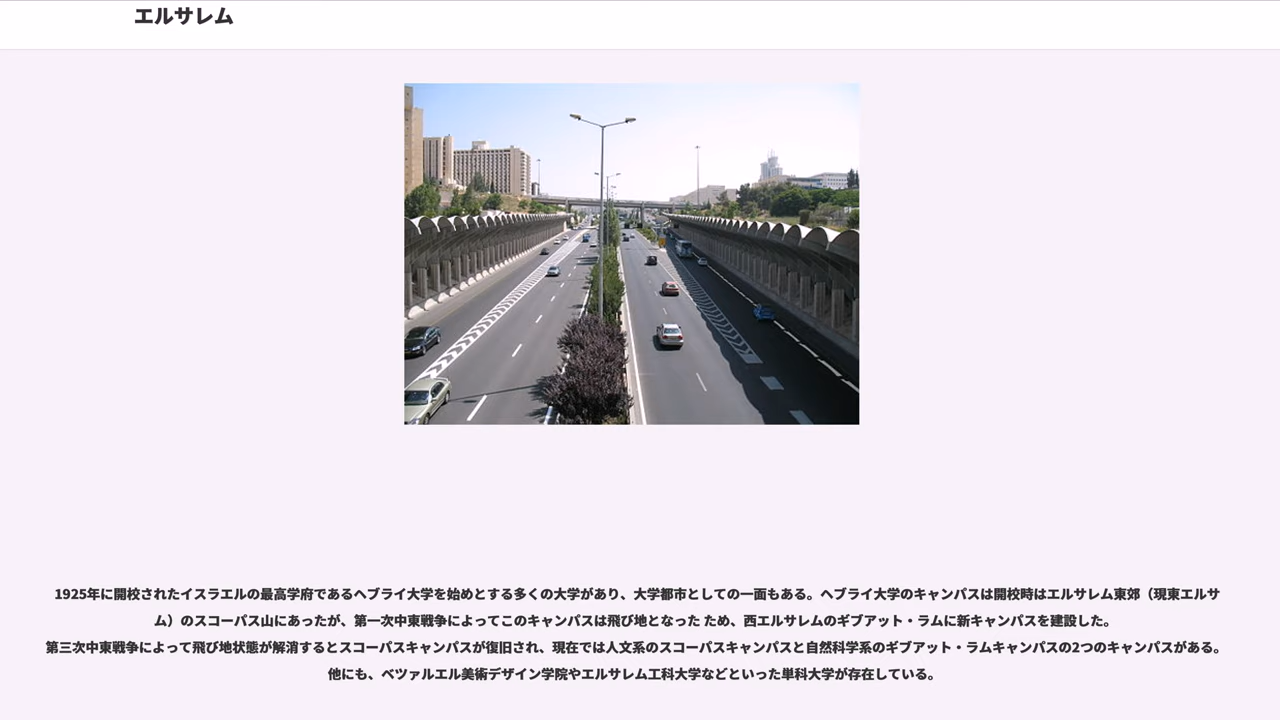 エルサレム
1925年に開校されたイスラエルの最高学府であるヘブライ大学を始めとする多くの大学があり、大学都市としての一面もある。ヘブライ大学のキャンパスは開校時はエルサレム東郊（現東エルサ
ム）のスコーパス山にあったが、第一次中東戦争によってこのキャンパスは飛び地となった ため、西エルサレムのギブアット・ラムに新キャンパスを建設した。
第三次中東戦争によって飛び地状態が解消するとスコーパスキャンパスが復旧され、現在では人文系のスコーパスキャンパスと自然科学系のギブアット・ラムキャンパスの2つのキャンパスがある。
他にも、ベツァルエル美術デザイン学院やエルサレム工科大学などといった単科大学が存在している。